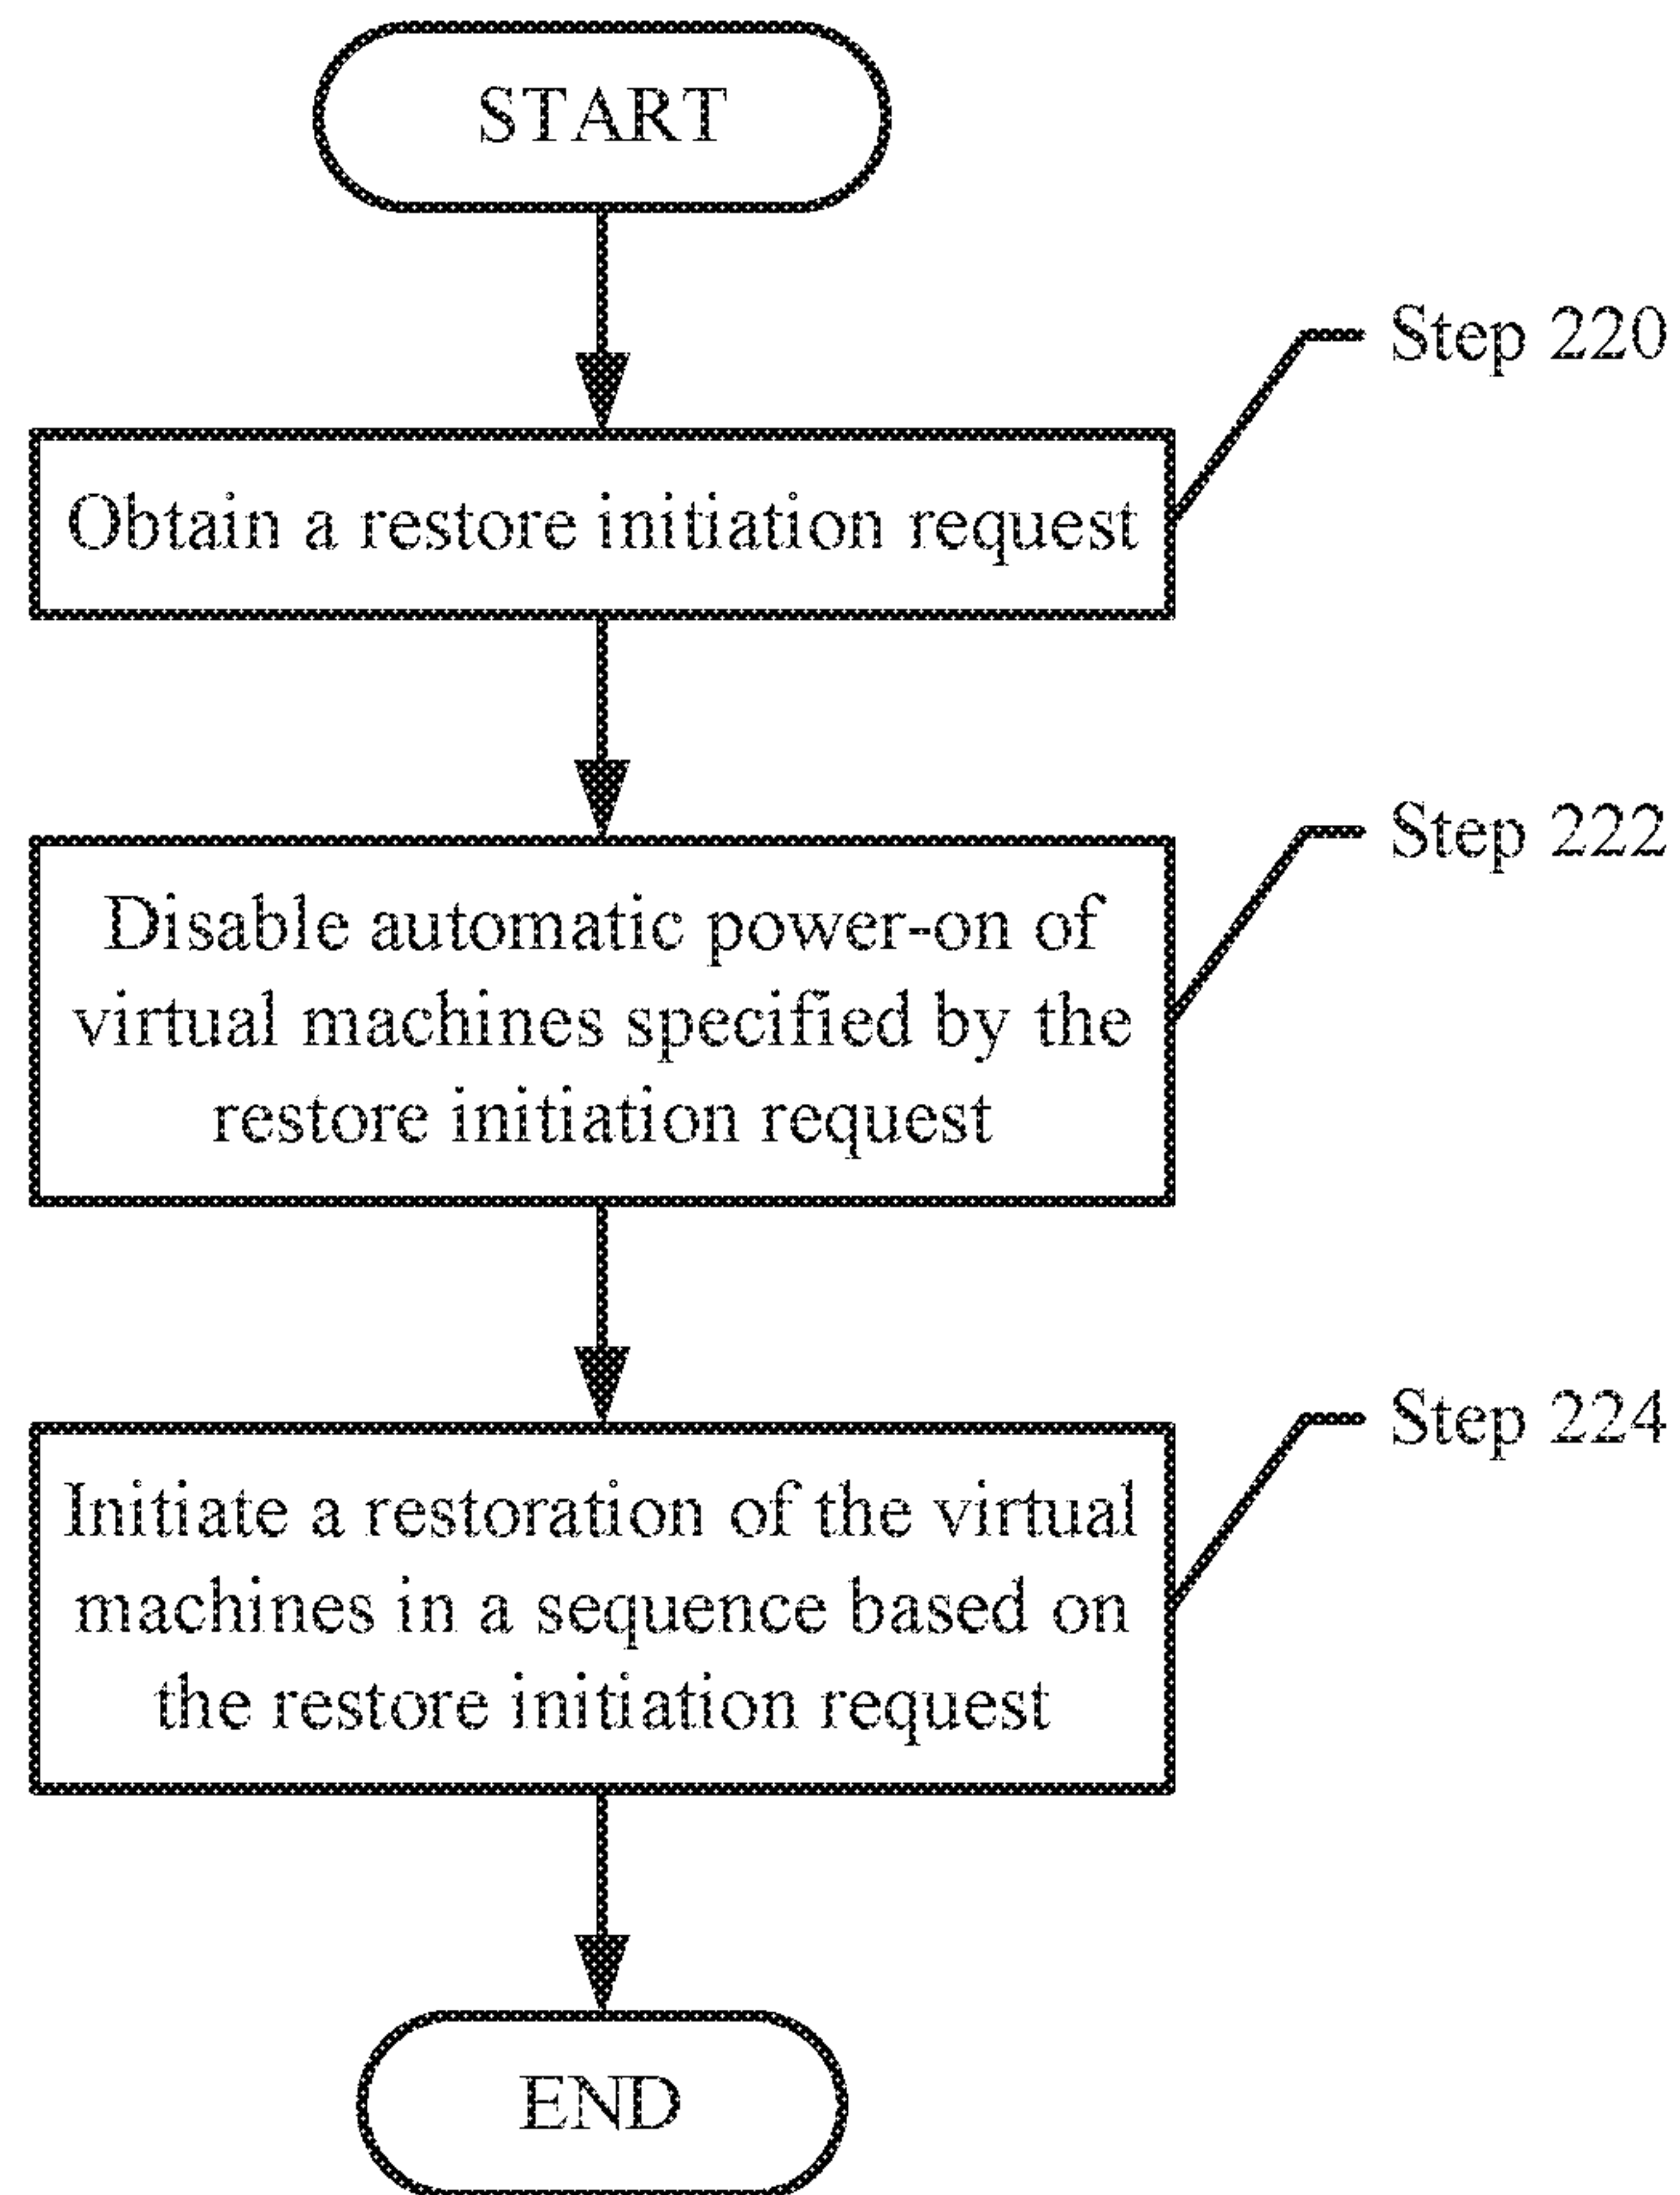 START
Step 220
Obtain a restore initiation request
Step 222
Disable automatic power-on of
virtual machines specified by the
restore initiation request
Step 224
Initiate a restoration of the virtual
machines in a sequence based on
the restore initiation request
END